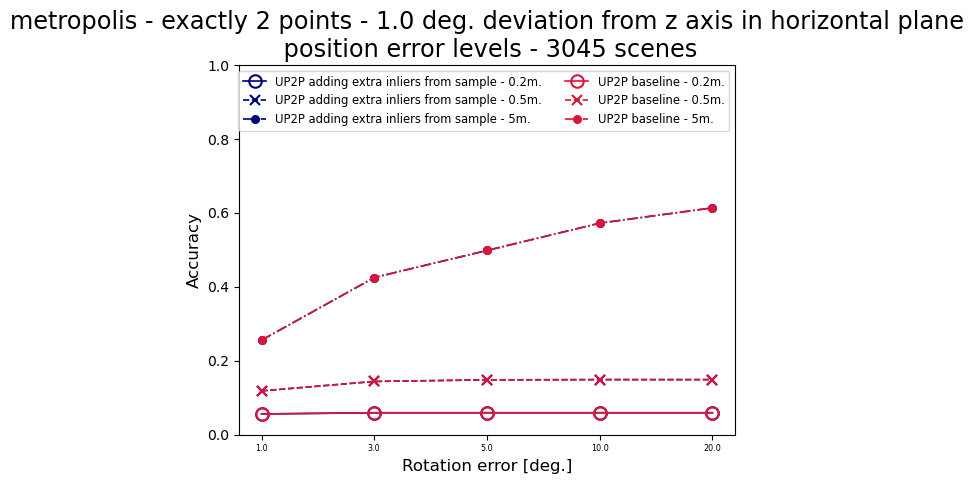 metropolis - exactly 2 points - 1.0 deg. deviation from z axis in horizontal plane
position error levels - 3045 scenes
UP2P adding extra inliers from sample - 0.2m.
UP2P adding extra inliers from sample - 0.5m.
UP2P adding extra inliers from sample - 5m.
UP2P baseline - 0.2m.
UP2P baseline - 0.5m.
UP2P baseline - 5m.
Accuracy
1.0
0.8
0.6
0.4
0.2
0.0
1.0 3.0 5.0 10.0 20.0
Rotation error [deg.]